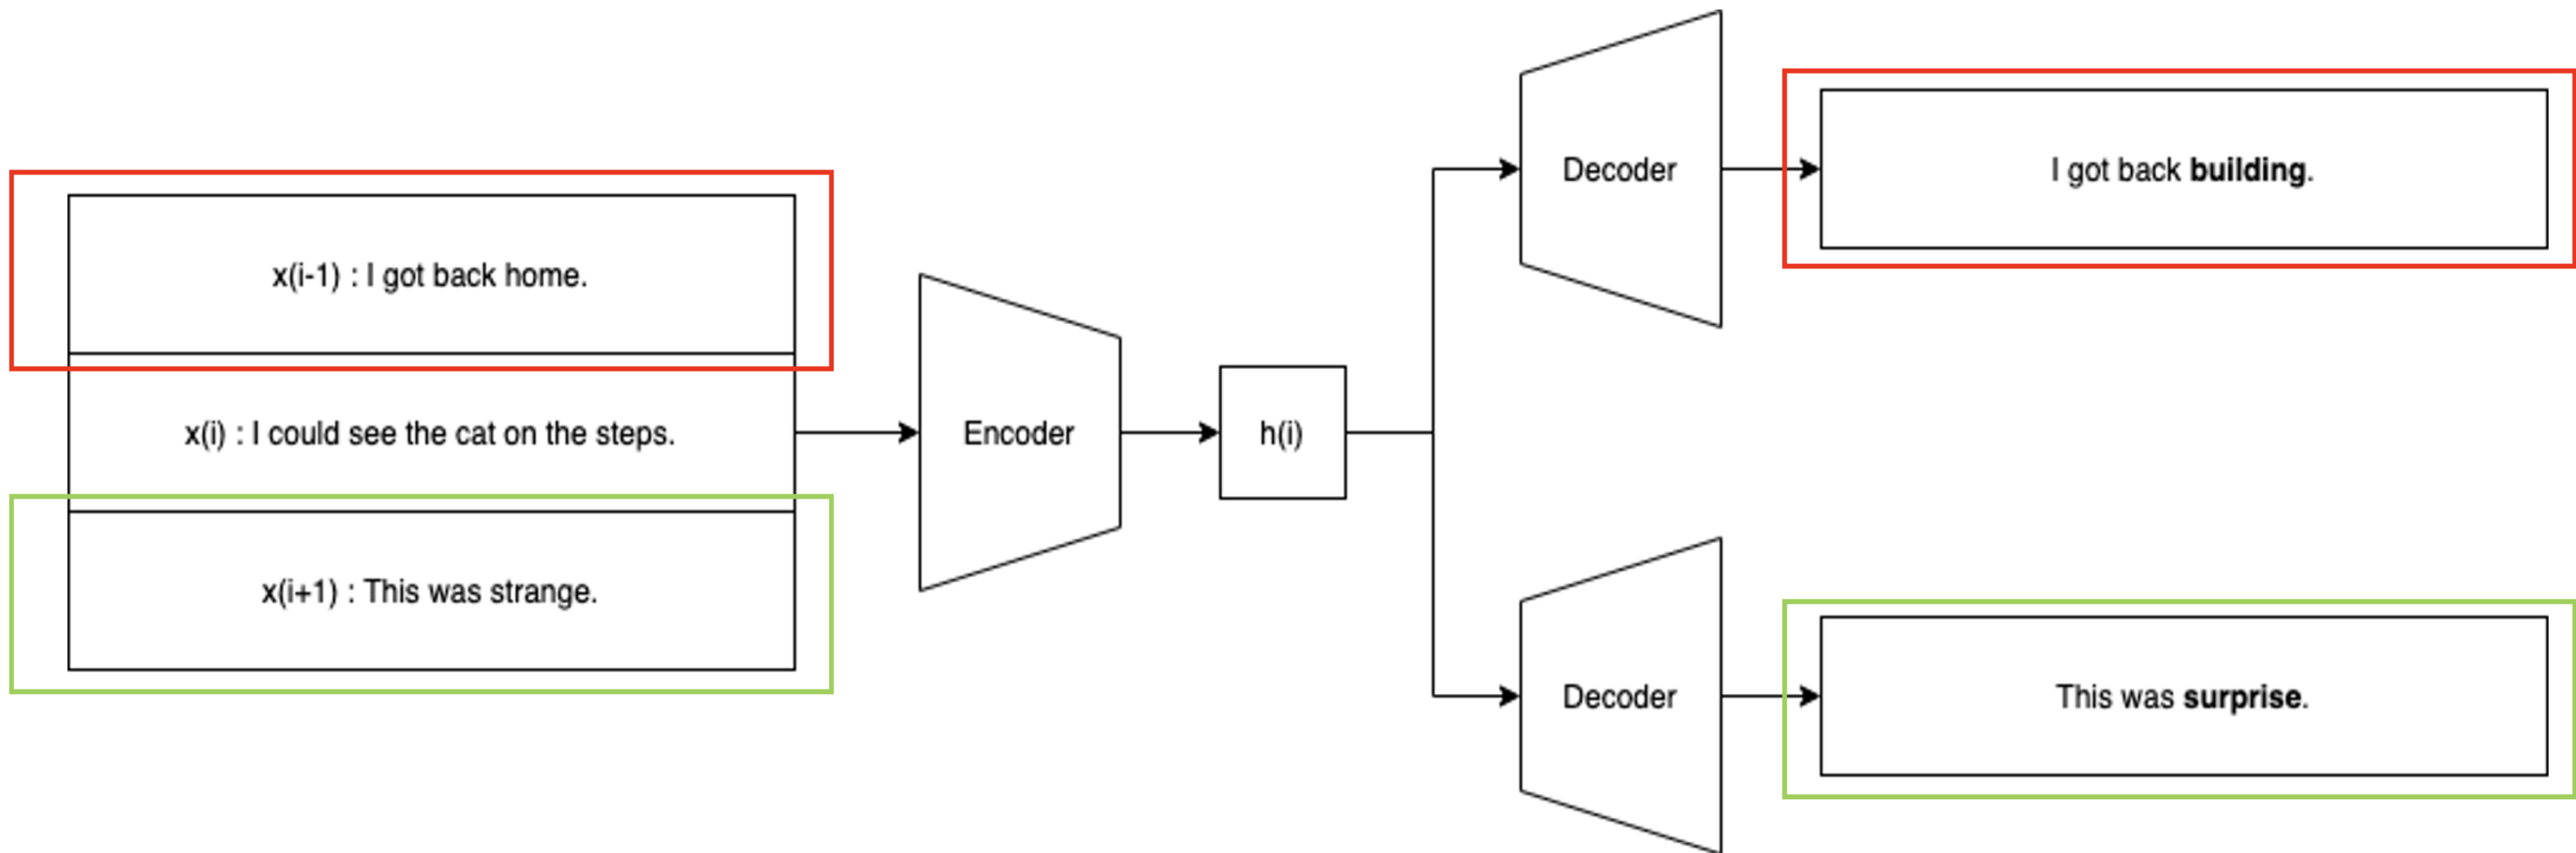 x(i-1) : I got back home.
x(i) : I could see the cat on the steps.
x(i+1) : This was strange.
Encoder
h(i)
Decoder
I got back building.
Decoder
This was surprise.